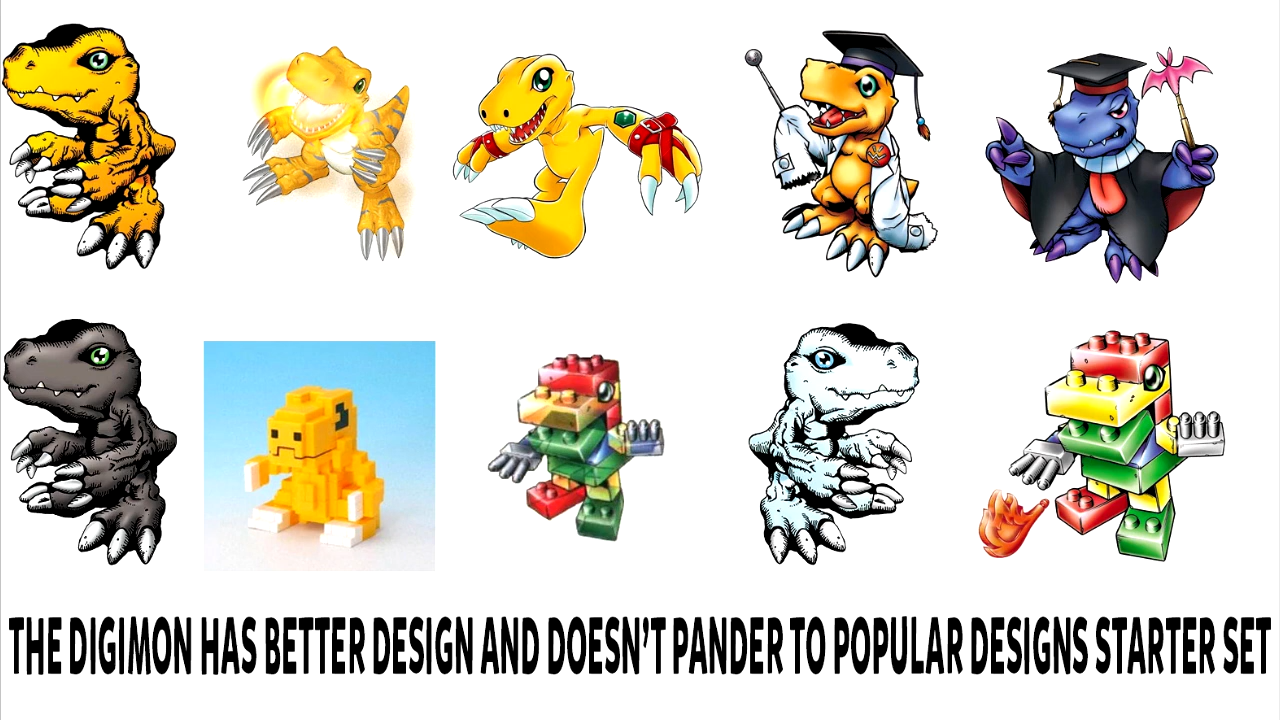 THE DIGIMON HAS BETTER DESIGN AND DOESN'T PANDER TO POPULAR DESIGNS STARTER SET